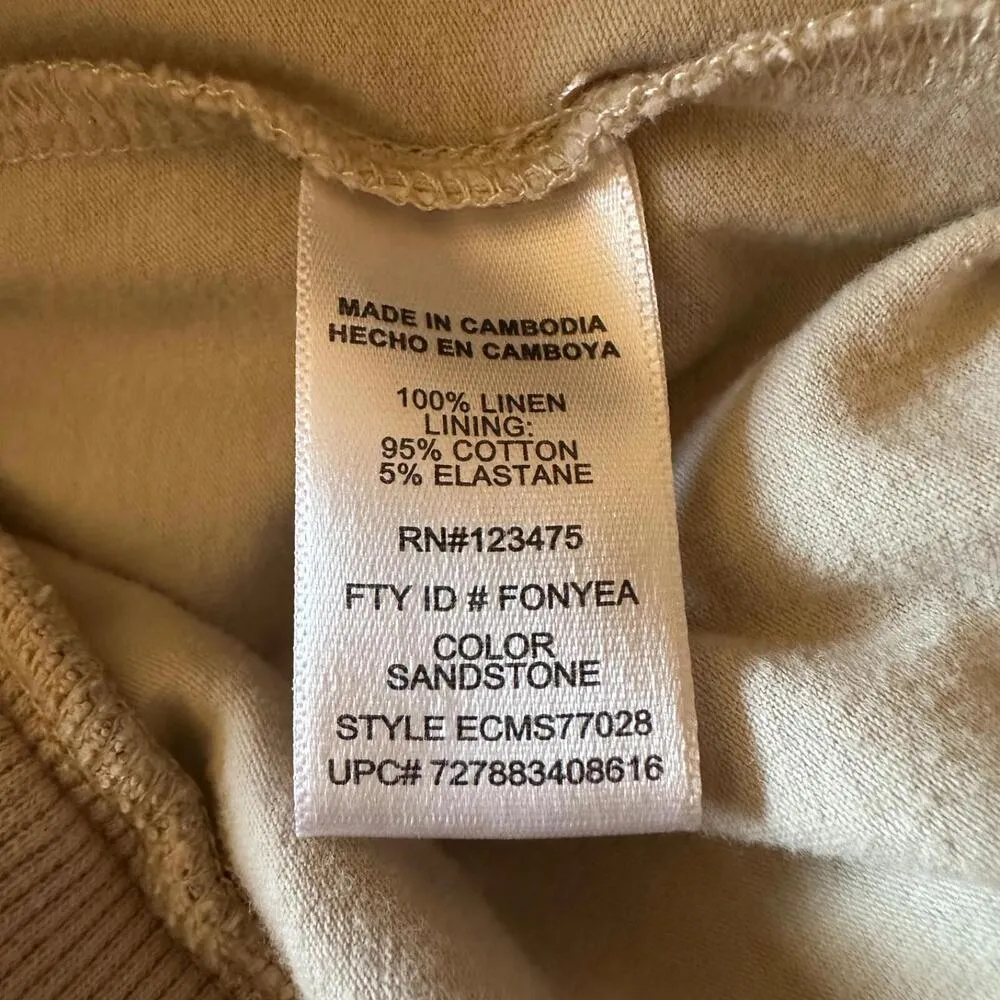 MADE IN CAMBODIA
HECHO EN CAMBOYA
100% LINEN
LINING:
95% COTTON
5% ELASTANE
RN#123475
FTY ID # FONYEA
COLOR
SANDSTONE
STYLE ECMS77028
UPC# 727883408616